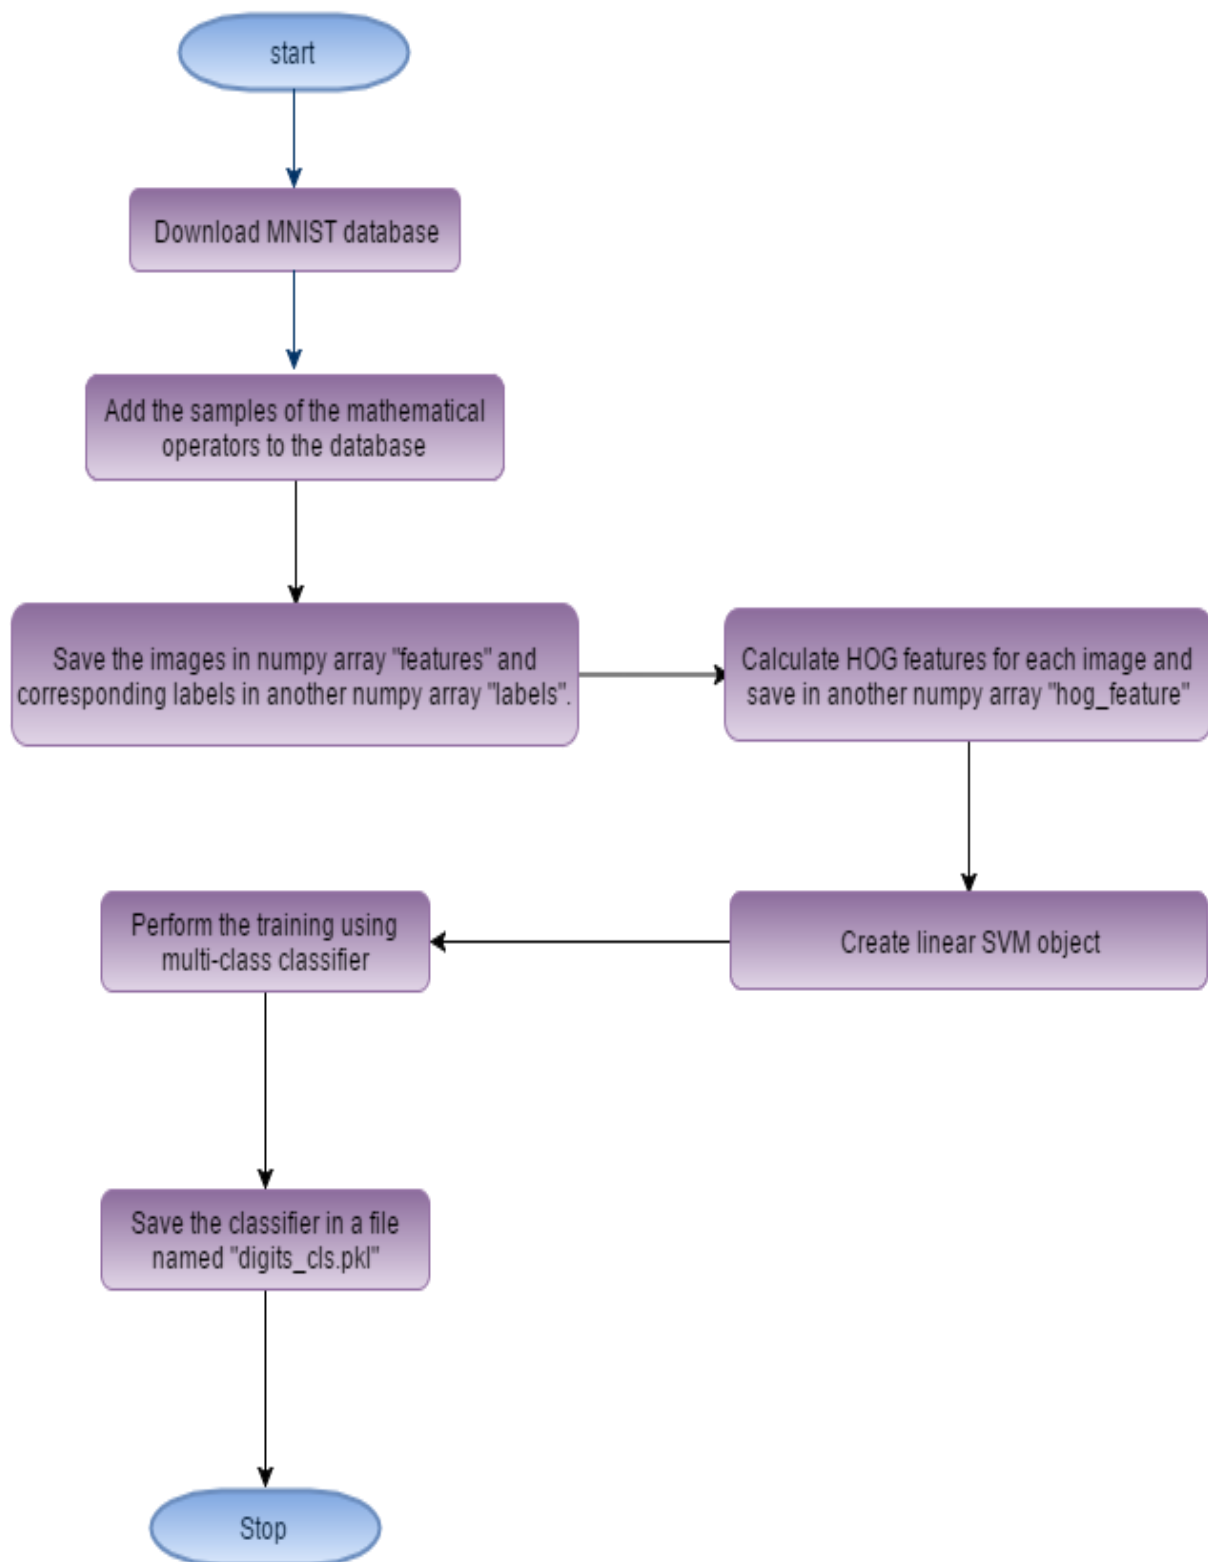 start
Download MNIST database
Add the samples of the mathematical
operators to the database
Save the images in numpy array "features" and
corresponding labels in another numpy array "labels".
Calculate HOG features for each image and
save in another numpy array "hog_feature"
Create linear SVM object
Perform the training using
multi-class classifier
Save the classifier in a file
named "digits_cls.pkl"
Stop